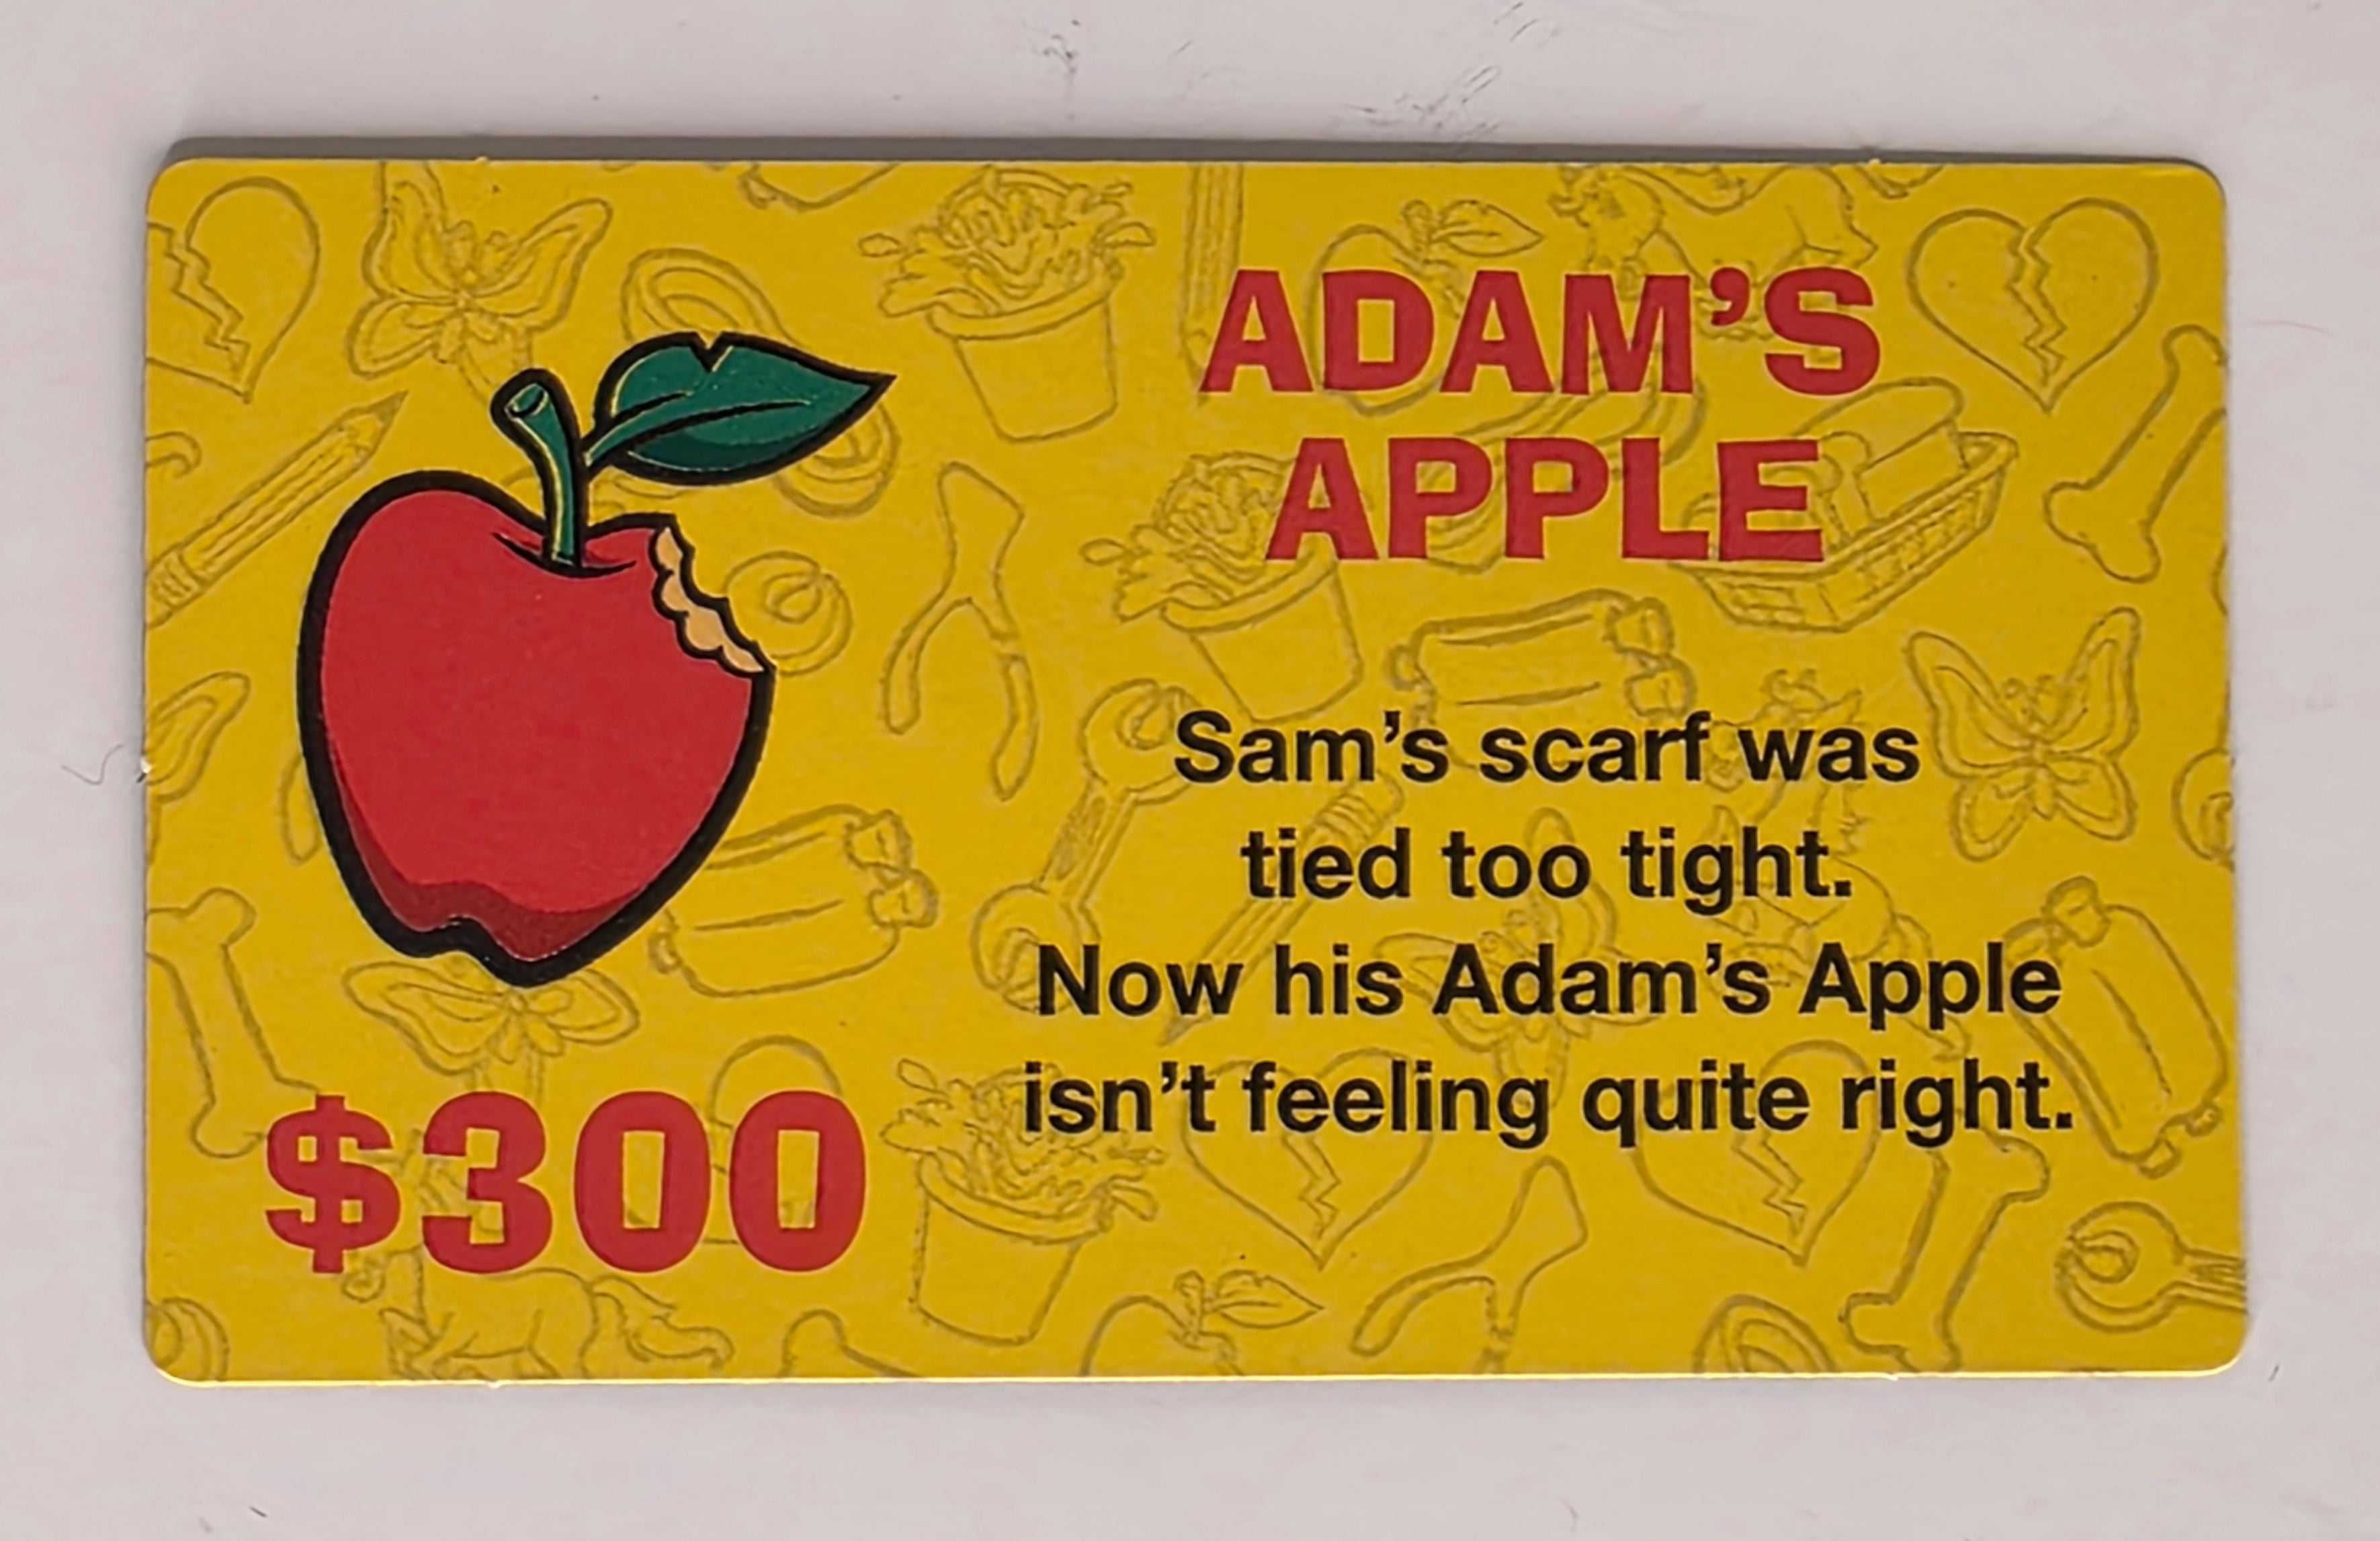 ADAM'S
APPLE
Sam's scarf was
tied too tight.
Now his Adam's Apple
isn't feeling quite right.
$300